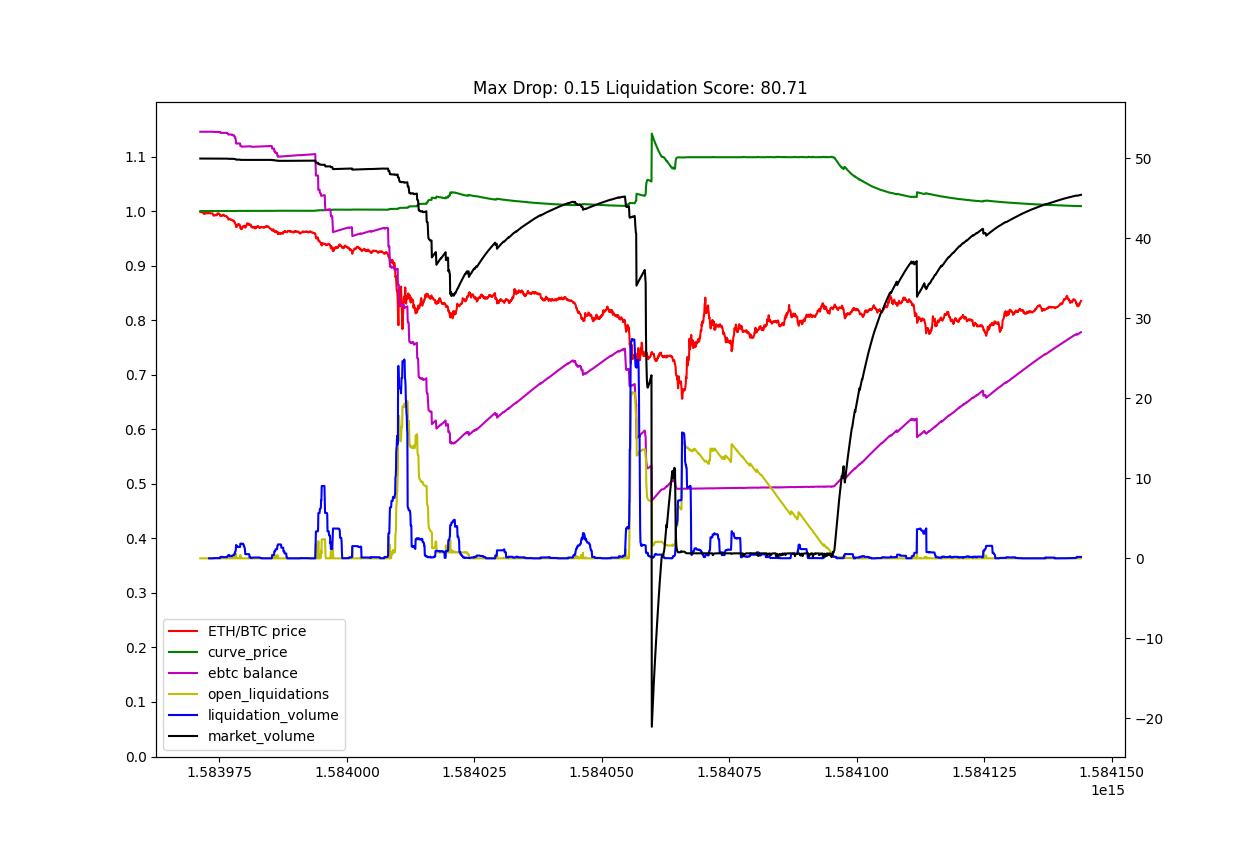 Max Drop: 0.15 Liquidation Score: 80.71
1.1
1.0
0.9
0.8
0.7
0.6
0.5
0.4
0.3
0.2
0.1
0.0
50
40
30
20
10
0
−10
−20
ETH/BTC price
curve_price
ebtc balance
open_liquidations
liquidation_volume
market_volume
1.583975 1.584000 1.584025 1.584050 1.584075 1.584100 1.584125 1.584150
1e15